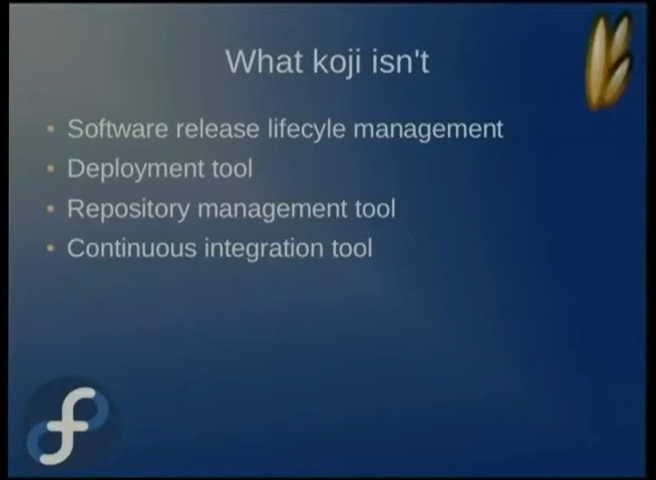 What koji isn't
• Software release lifecyle management
• Deployment tool
• Repository management tool
• Continuous integration tool